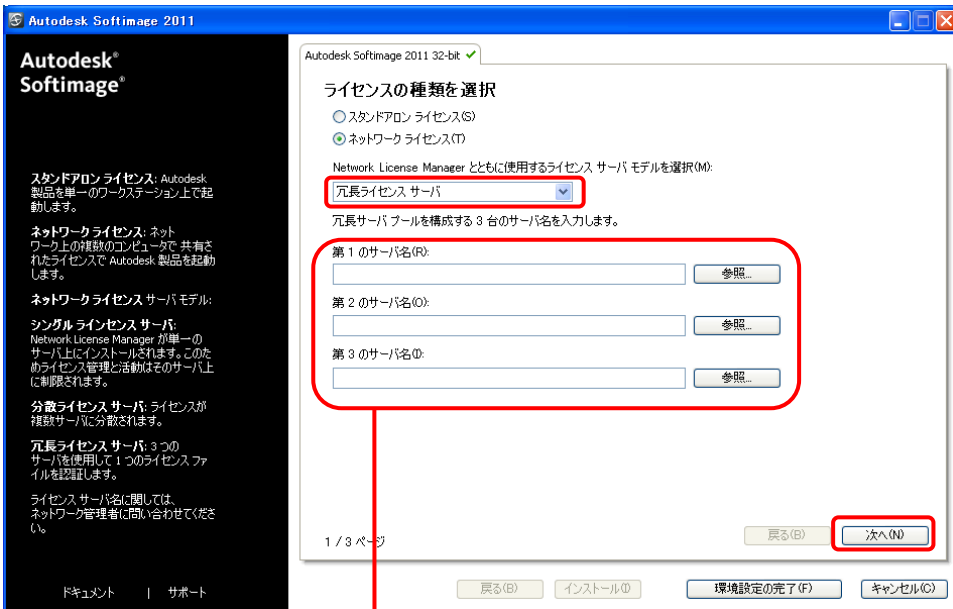 Autodesk Softimage 2011
Autodesk®
Softimage®
スタンドアロン ライセンス: Autodesk
製品を単一のワークステーション上で起
動します。
ネットワークライセンス: ネット
ワーク上の複数のコンピュータで 共有さ
れたライセンスで Autodesk 製品を起動
します。
ネットワークライセンス サーバ モデル:
シングル ラインセンス サーバ:
Network License Manager が単一の
サーバ上にインストールされます。このた
めライセンス管理と活動はそのサーバ上
に制限されます。
分散ライセンス サーバ: ライセンスが
複数サーバに分散されます。
冗長ライセンス サーバ: 3 つの
サーバを使用して 1 つのライセンス ファ
イルを認証します。
ライセンス サーバ名に関しては、
ネットワーク管理者に問い合わせてくださ
い。
ドキュメント | サポート
Autodesk Softimage 2011 32-bit
ライセンスの種類を選択
スタンドアロン ライセンス(S)
ネットワーク ライセンス(T)
Network License Manager とともに使用するライセンス サーバ モデルを選択(M):
冗長ライセンス サーバ
冗長サーバ プールを構成する 3 台のサーバ名を入力します。
第 1 のサーバ名(R):
参照...
第 2 のサーバ名(O):
参照...
第 3 のサーバ名(I):
参照...
1 / 3 ページ
戻る(B)
次へ(N)
戻る(B)
インストール(I)
環境設定の完了(F)
キャンセル(C)